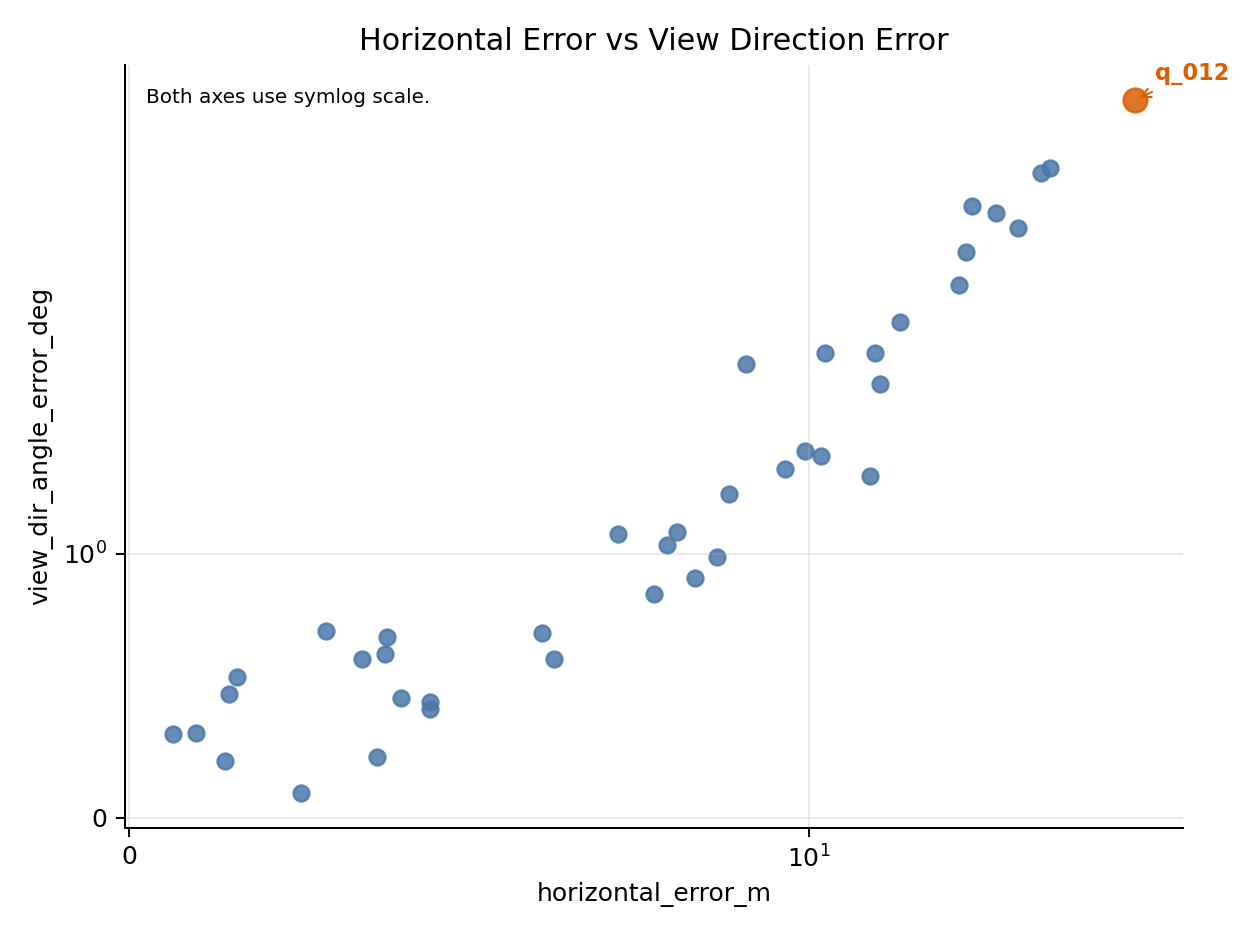 Horizontal Error vs View Direction Error
q_012
Both axes use symlog scale.
view_dir_angle_error_deg
10⁰
0
0
10¹
horizontal_error_m